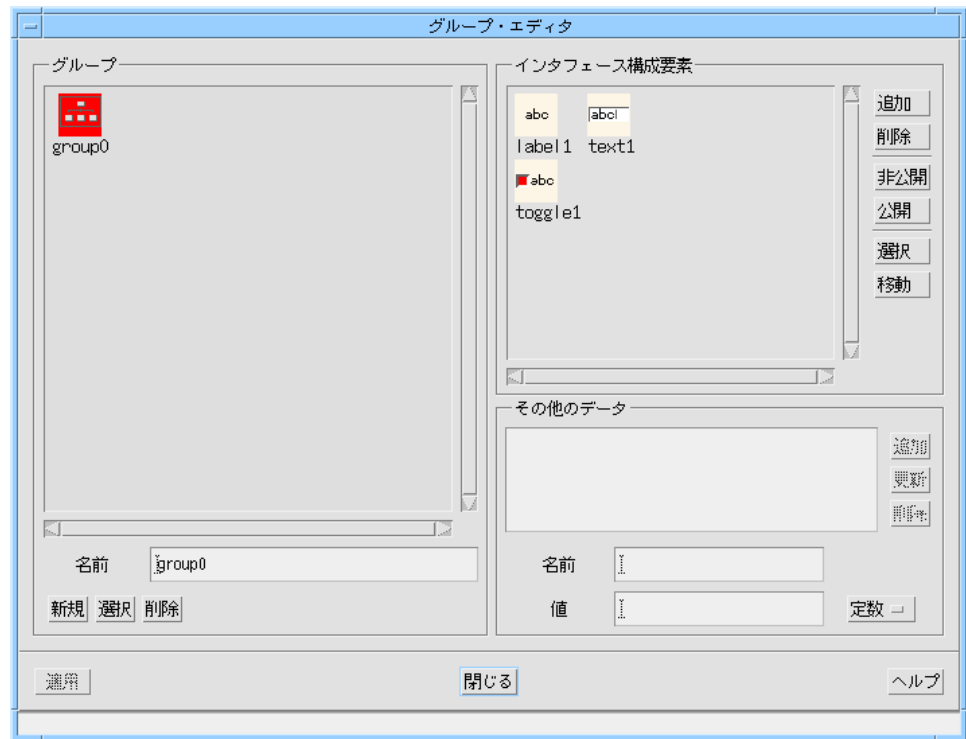 グループ・エディタ
グループ
group0
名前 group0
新規 選択 削除
インタフェース構成要素
abc abc
label1 text1
abc
toggle1
追加
削除
非公開
公開
選択
移動
その他のデータ
追加
更新
削除
名前
値 定数
適用 閉じる ヘルプ